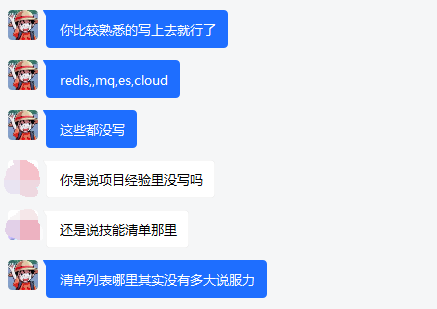 你比较熟悉的写上去就行了
redis,,mq,es,cloud
这些都没写
你是说项目经验里没写吗
还是说技能清单那里
清单列表哪里其实没有多大说服力